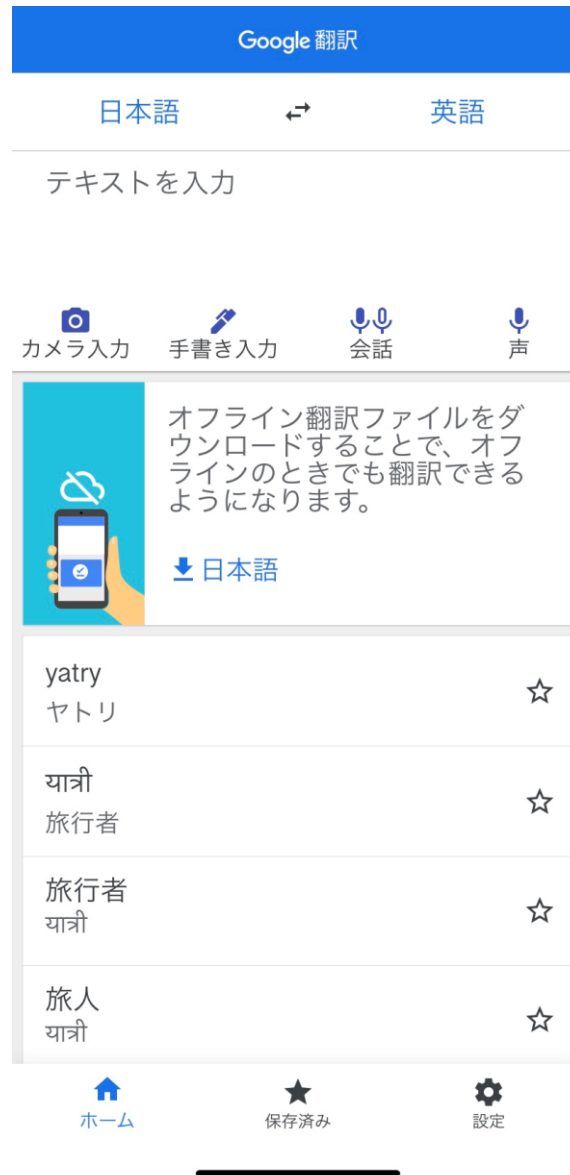 Google 翻訳
日本語 英語
テキストを入力
カメラ入力 手書き入力 会話 声
オフライン翻訳ファイルをダ
ウンロードすることで、オフ
ラインのときでも翻訳できる
ようになります。
日本語
yatry
ヤトリ
यात्री
旅行者
旅行者
यात्री
旅人
यात्री
ホーム 保存済み 設定